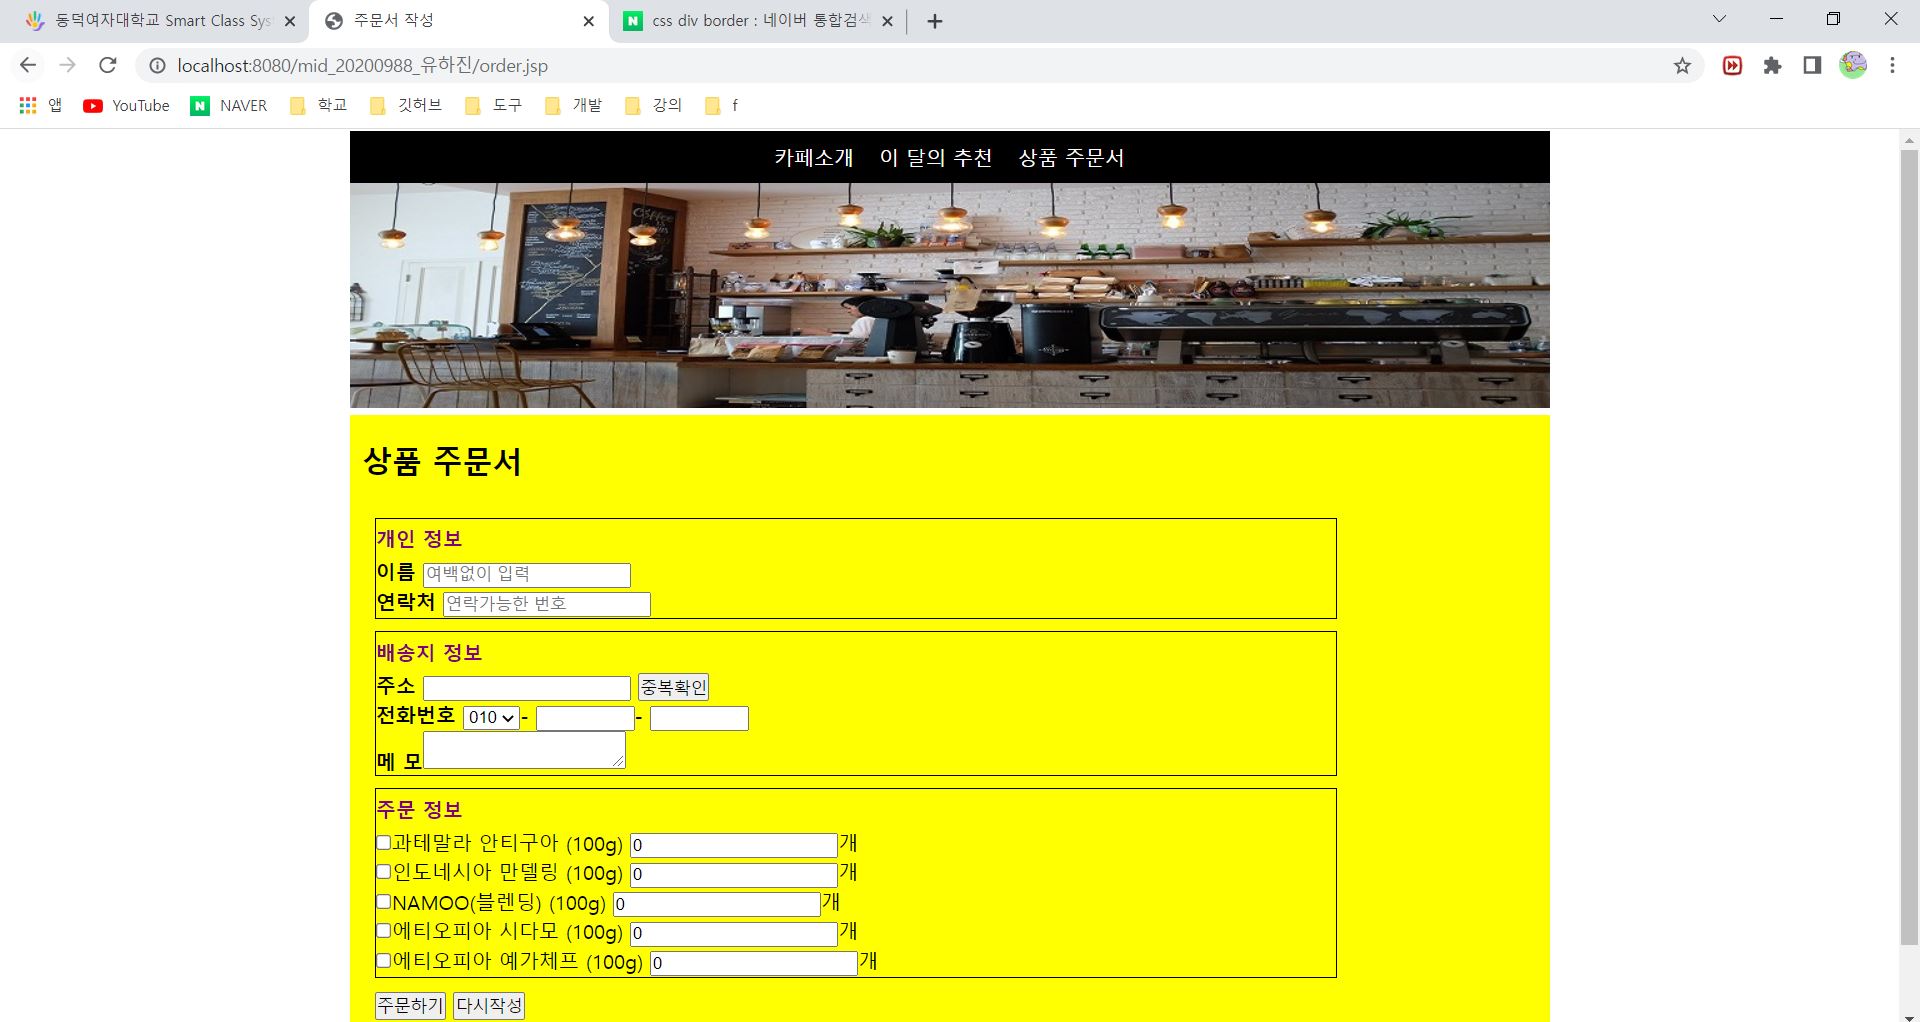 동덕여자대학교 Smart Class Sys
주문서 작성
css div border : 네이버 통합검색
localhost:8080/mid_20200988_유하진/order.jsp
앱 YouTube NAVER 학교 깃허브 도구 개발 강의 f
카페소개 이 달의 추천 상품 주문서
상품 주문서
개인 정보
이름 여백없이 입력
연락처 연락가능한 번호
배송지 정보
주소 중복확인
전화번호 010 - -
메 모
주문 정보
과테말라 안티구아 (100g) 0 개
인도네시아 만델링 (100g) 0 개
NAMOO(블렌딩) (100g) 0 개
에티오피아 시다모 (100g) 0 개
에티오피아 예가체프 (100g) 0 개
주문하기 다시작성